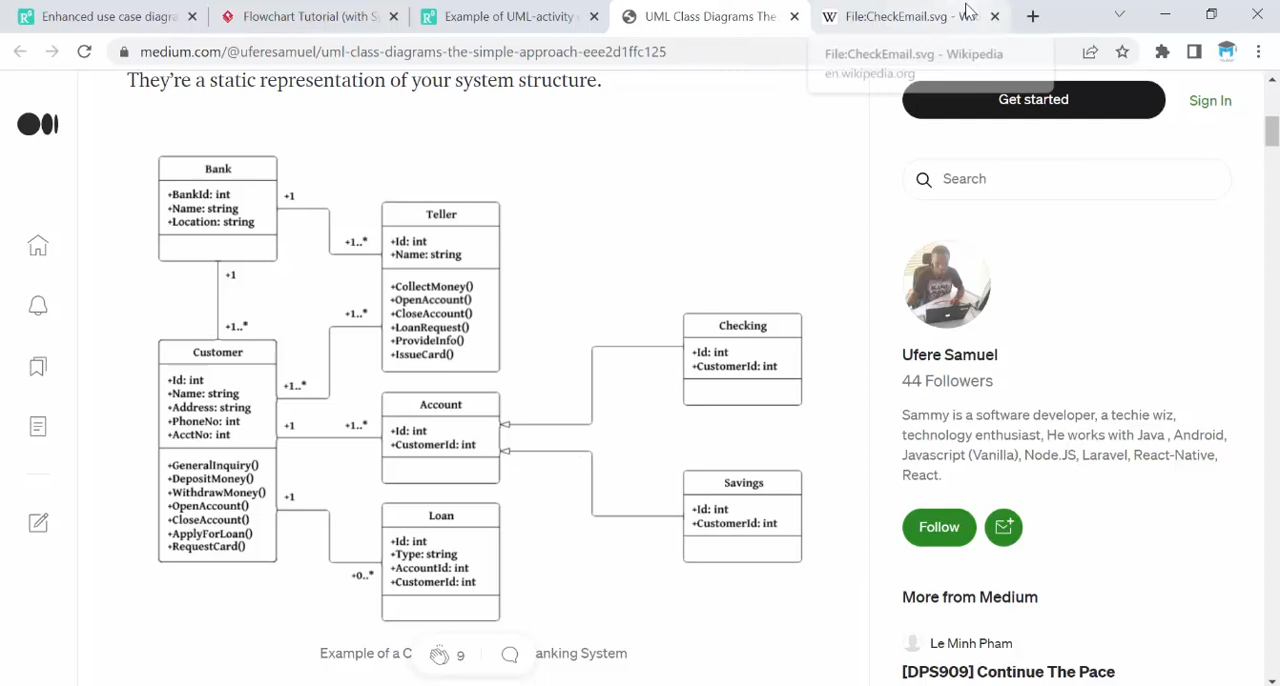 Enhanced use case diagra
Flowchart Tutorial (with S
Example of UML-activity
UML Class Diagrams The
File:CheckEmail.svg - W
medium.com/@uferesamuel/uml-class-diagrams-the-simple-approach-eee2d1ffc125
File:CheckEmail.svg - Wikipedia
en.wikipedia.org
They're a static representation of your system structure.
Get started
Sign In
Search
Bank
+BankId: int
+Name: string
+Location: string
+1
+1..*
+1
+1..*
Teller
+Id: int
+Name: string
+CollectMoney()
+OpenAccount()
+CloseAccount()
+LoanRequest()
+ProvideInfo()
+IssueCard()
+1..*
+1..*
Customer
+Id: int
+Name: string
+Address: string
+PhoneNo: int
+AcctNo: int
+GeneralInquiry()
+DepositMoney()
+WithdrawMoney()
+OpenAccount()
+CloseAccount()
+ApplyForLoan()
+RequestCard()
+1
+1..*
Account
+Id: int
+CustomerId: int
+1
+0..*
Loan
+Id: int
+Type: string
+AccountId: int
+CustomerId: int
Checking
+Id: int
+CustomerId: int
Savings
+Id: int
+CustomerId: int
Example of a C
9
anking System
Ufere Samuel
44 Followers
Sammy is a software developer, a techie wiz,
technology enthusiast, He works with Java , Android,
Javascript (Vanilla), Node.JS, Laravel, React-Native,
React.
Follow
More from Medium
Le Minh Pham
[DPS909] Continue The Pace